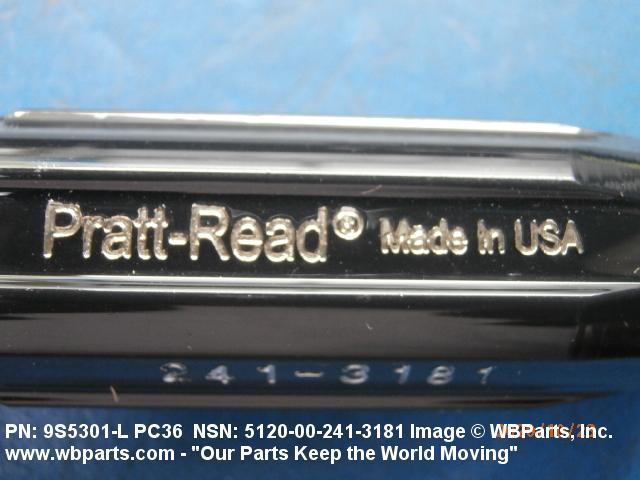 Pratt-Read® Made In USA
241-3181
PN: 9S5301-L PC36 NSN: 5120-00-241-3181 Image © WBParts, Inc.
www.wbparts.com - "Our Parts Keep the World Moving"